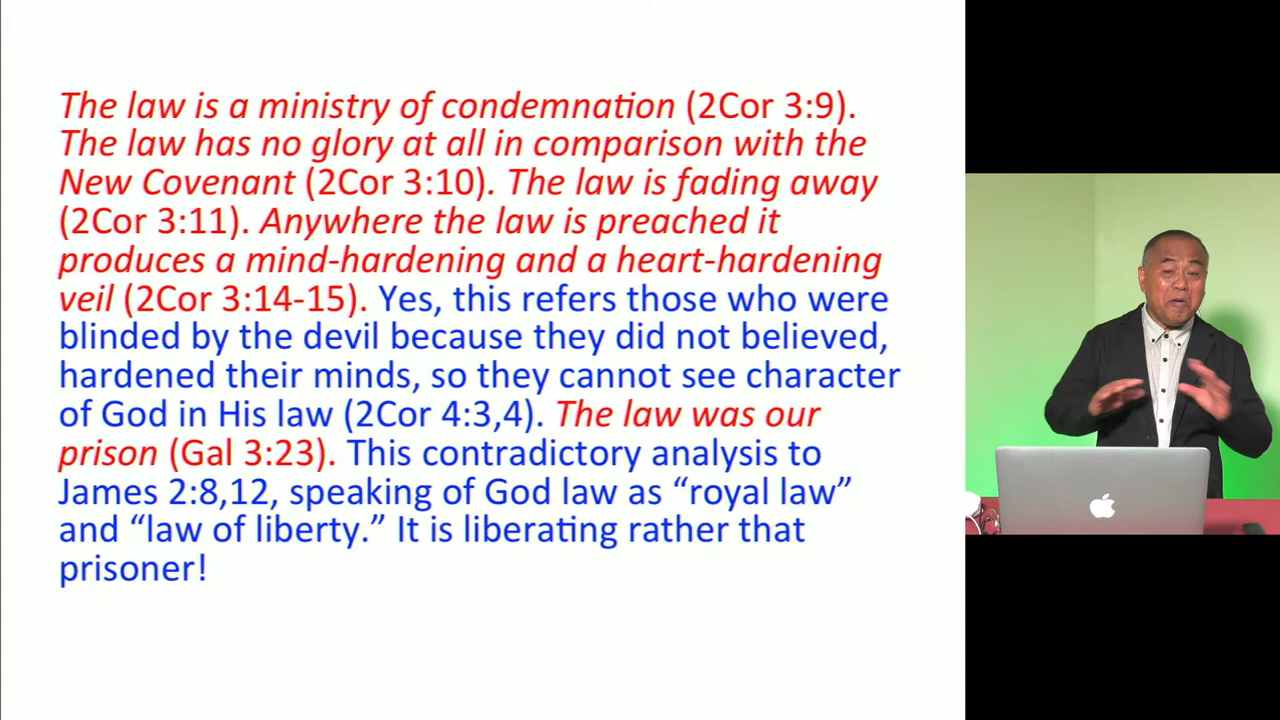 The law is a ministry of condemnation (2Cor 3:9).
The law has no glory at all in comparison with the
New Covenant (2Cor 3:10). The law is fading away
(2Cor 3:11). Anywhere the law is preached it
produces a mind-hardening and a heart-hardening
veil (2Cor 3:14-15). Yes, this refers those who were
blinded by the devil because they did not believed,
hardened their minds, so they cannot see character
of God in His law (2Cor 4:3,4). The law was our
prison (Gal 3:23). This contradictory analysis to
James 2:8,12, speaking of God law as “royal law”
and “law of liberty.” It is liberating rather that
prisoner!